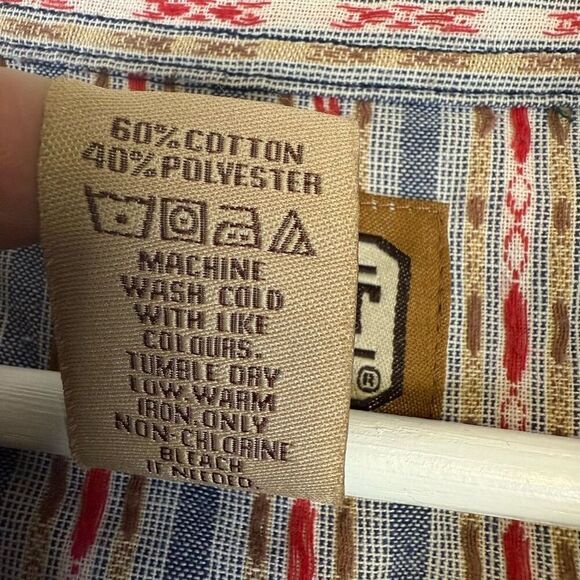 60% COTTON
40% POLYESTER
MACHINE
WASH COLD
WITH LIKE
COLOURS.
TUMBLE DRY
LOW. WARM
IRON. ONLY
NON-CHLORINE
BLEACH
IF NEEDED.
®